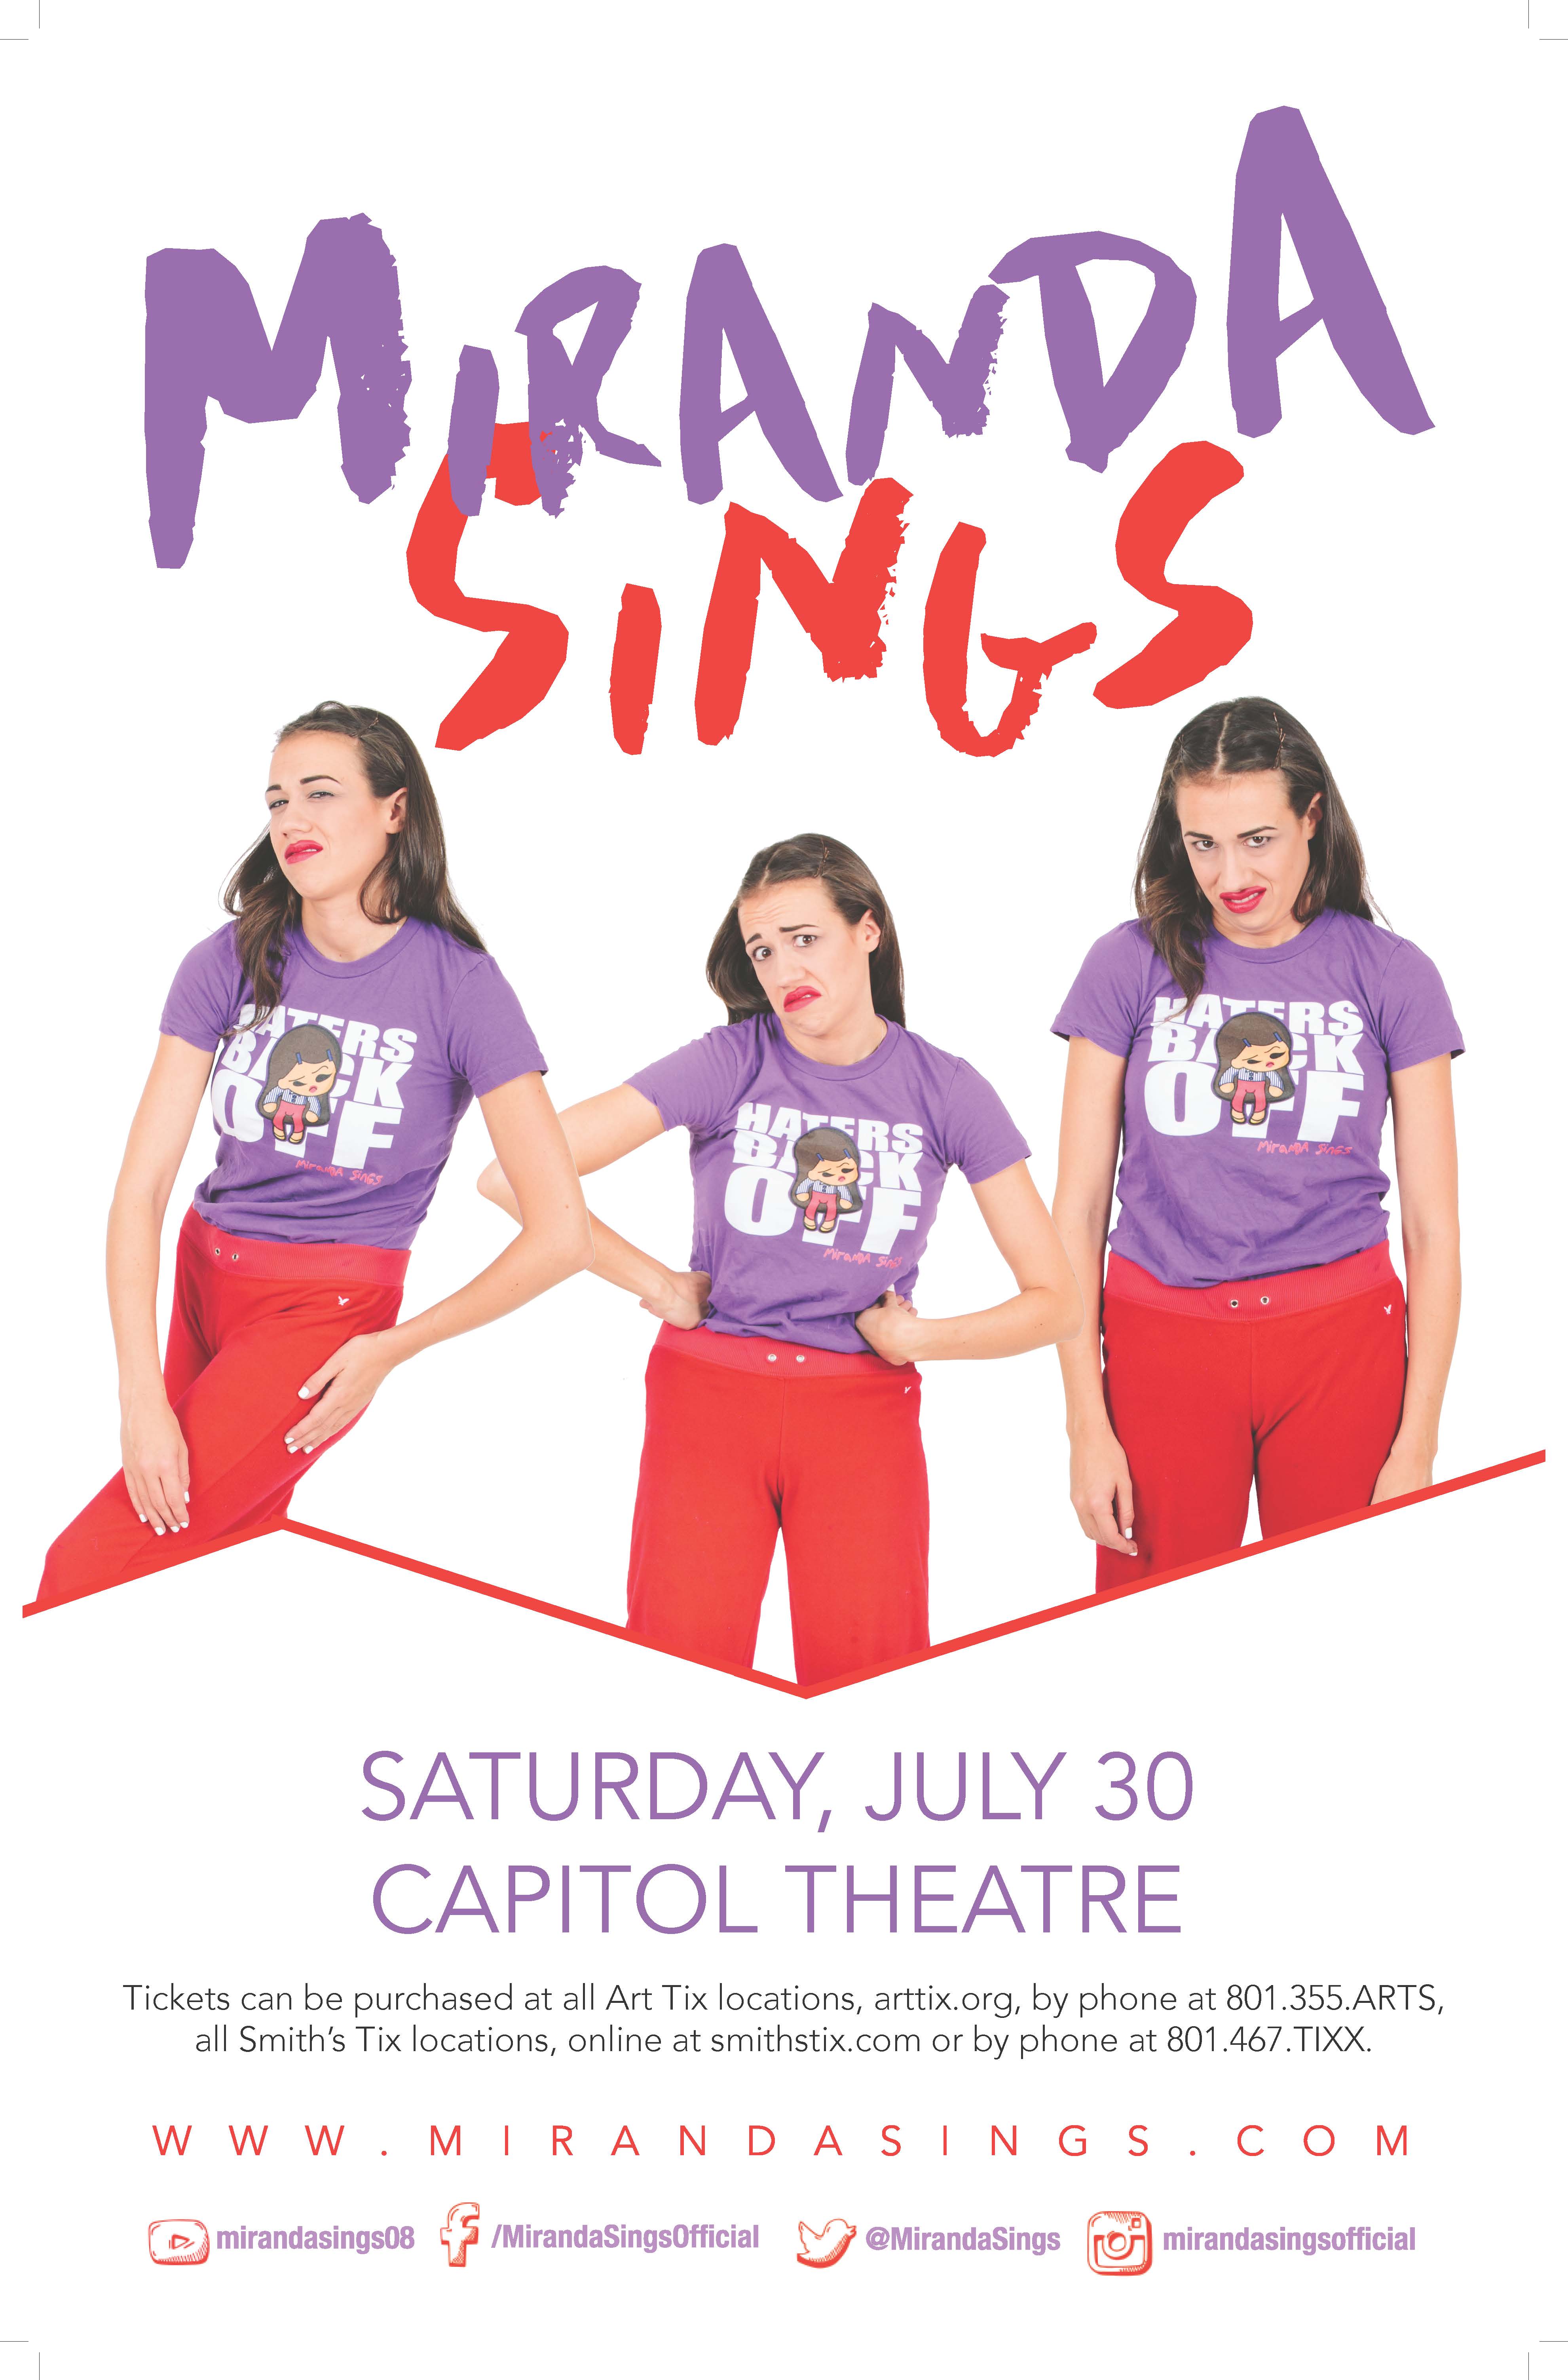 MIRANDA
SINGS
HATERS
BACK
OFF
MiraNdA SiNGS
HATERS
BACK
OFF
MiraNdA SiNGS
HATERS
BACK
OFF
MiraNdA SiNGS
SATURDAY, JULY 30
CAPITOL THEATRE
Tickets can be purchased at all Art Tix locations, arttix.org, by phone at 801.355.ARTS,
all Smith's Tix locations, online at smithstix.com or by phone at 801.467.TIXX.
WWW.MIRANDASINGS.COM
mirandasings08 /MirandaSingsOfficial @MirandaSings mirandasingsofficial